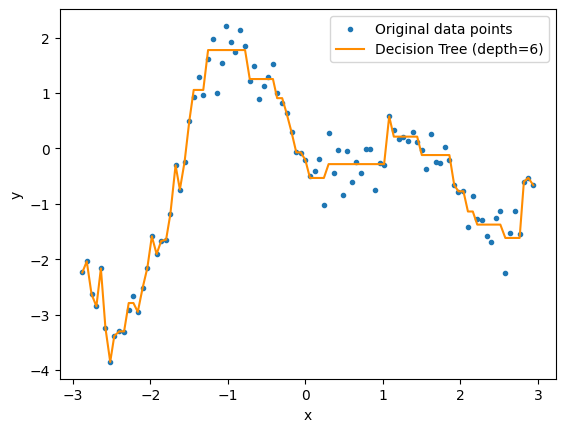 Original data points
Decision Tree (depth=6)
2
1
0
−1
−2
−3
−4
y
−3 −2 −1 0 1 2 3
x